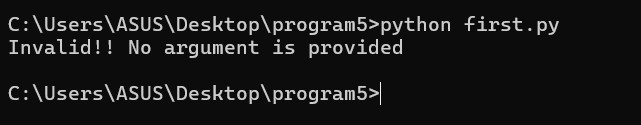 C:\Users\ASUS\Desktop\program5>python first.py
Invalid!! No argument is provided
C:\Users\ASUS\Desktop\program5>